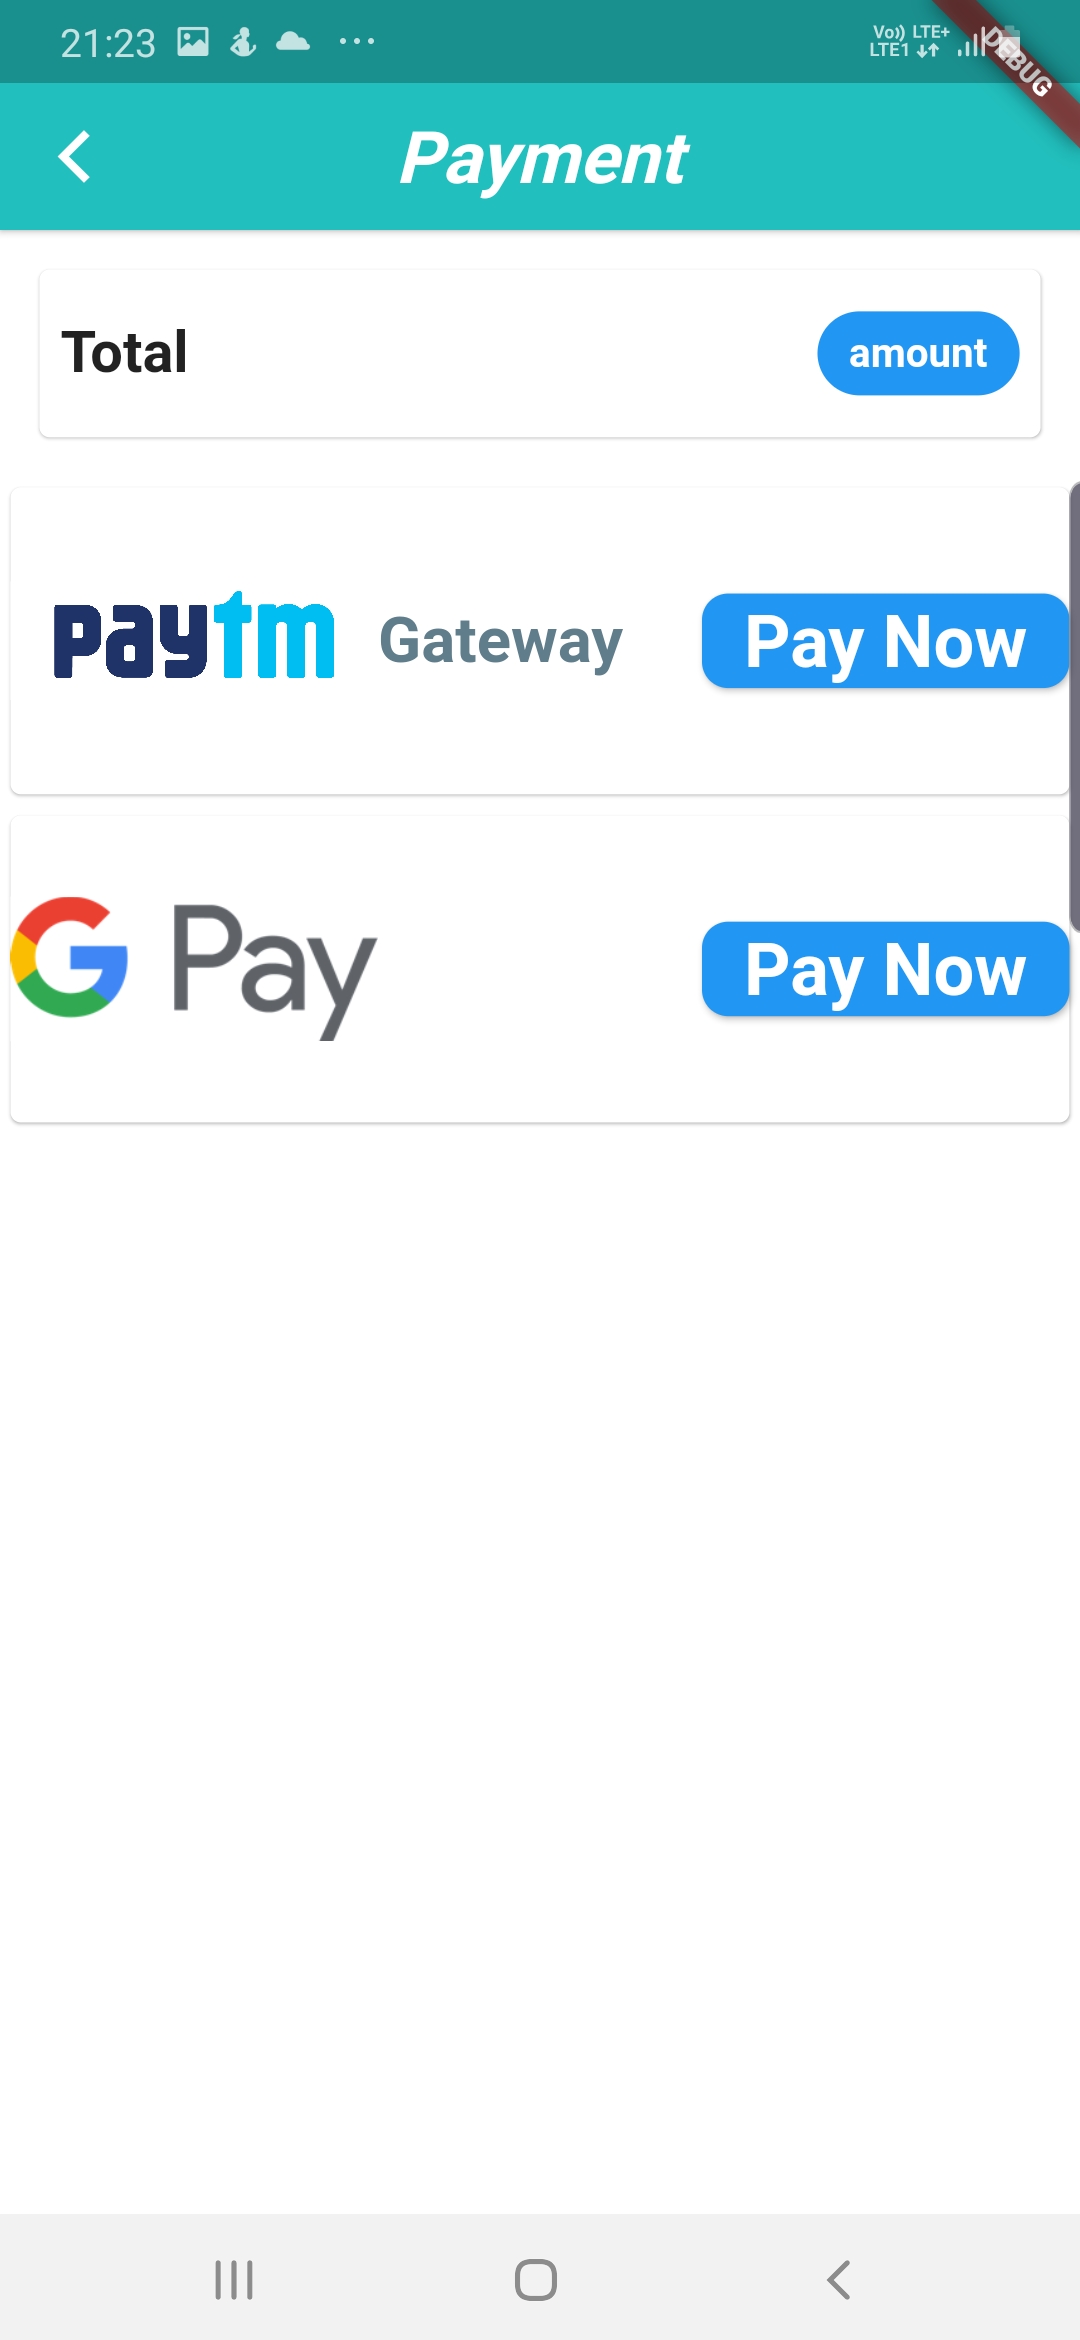 21:23
Vo)) LTE+
LTE1
DEBUG
Payment
Total
amount
paytm Gateway
Pay Now
G Pay
Pay Now